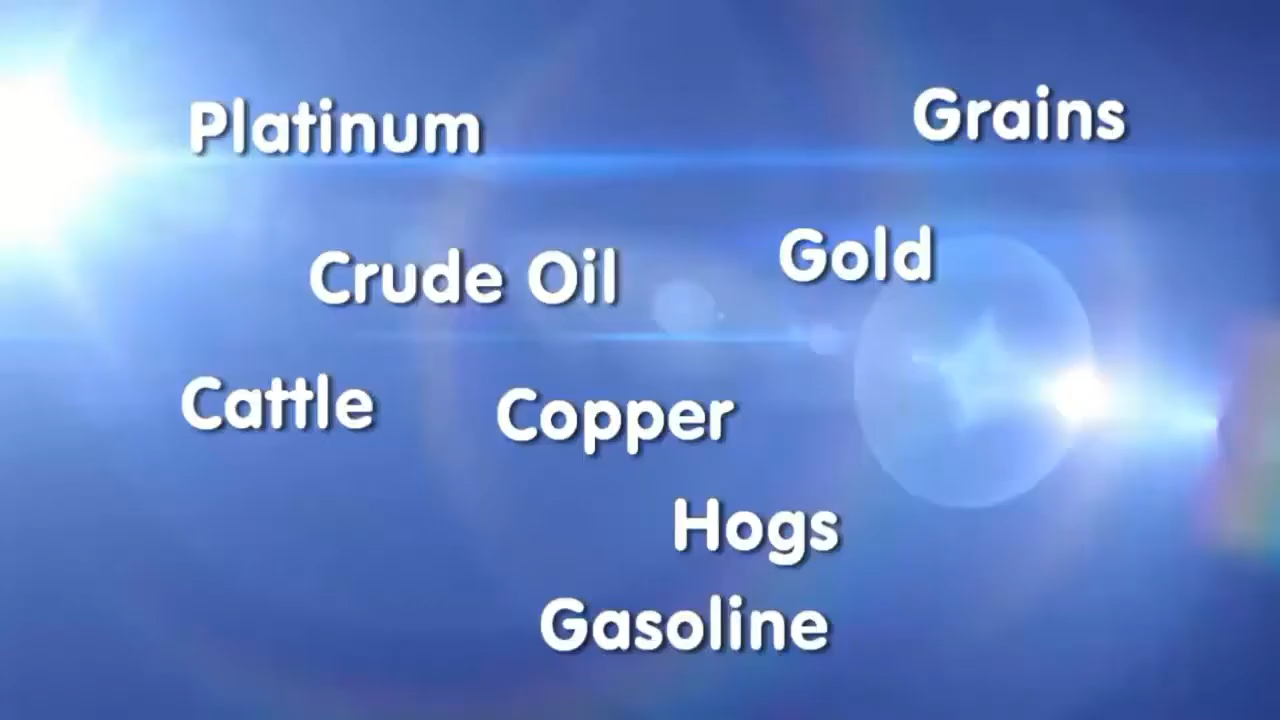 Platinum
Grains
Crude Oil
Gold
Cattle
Copper
Hogs
Gasoline